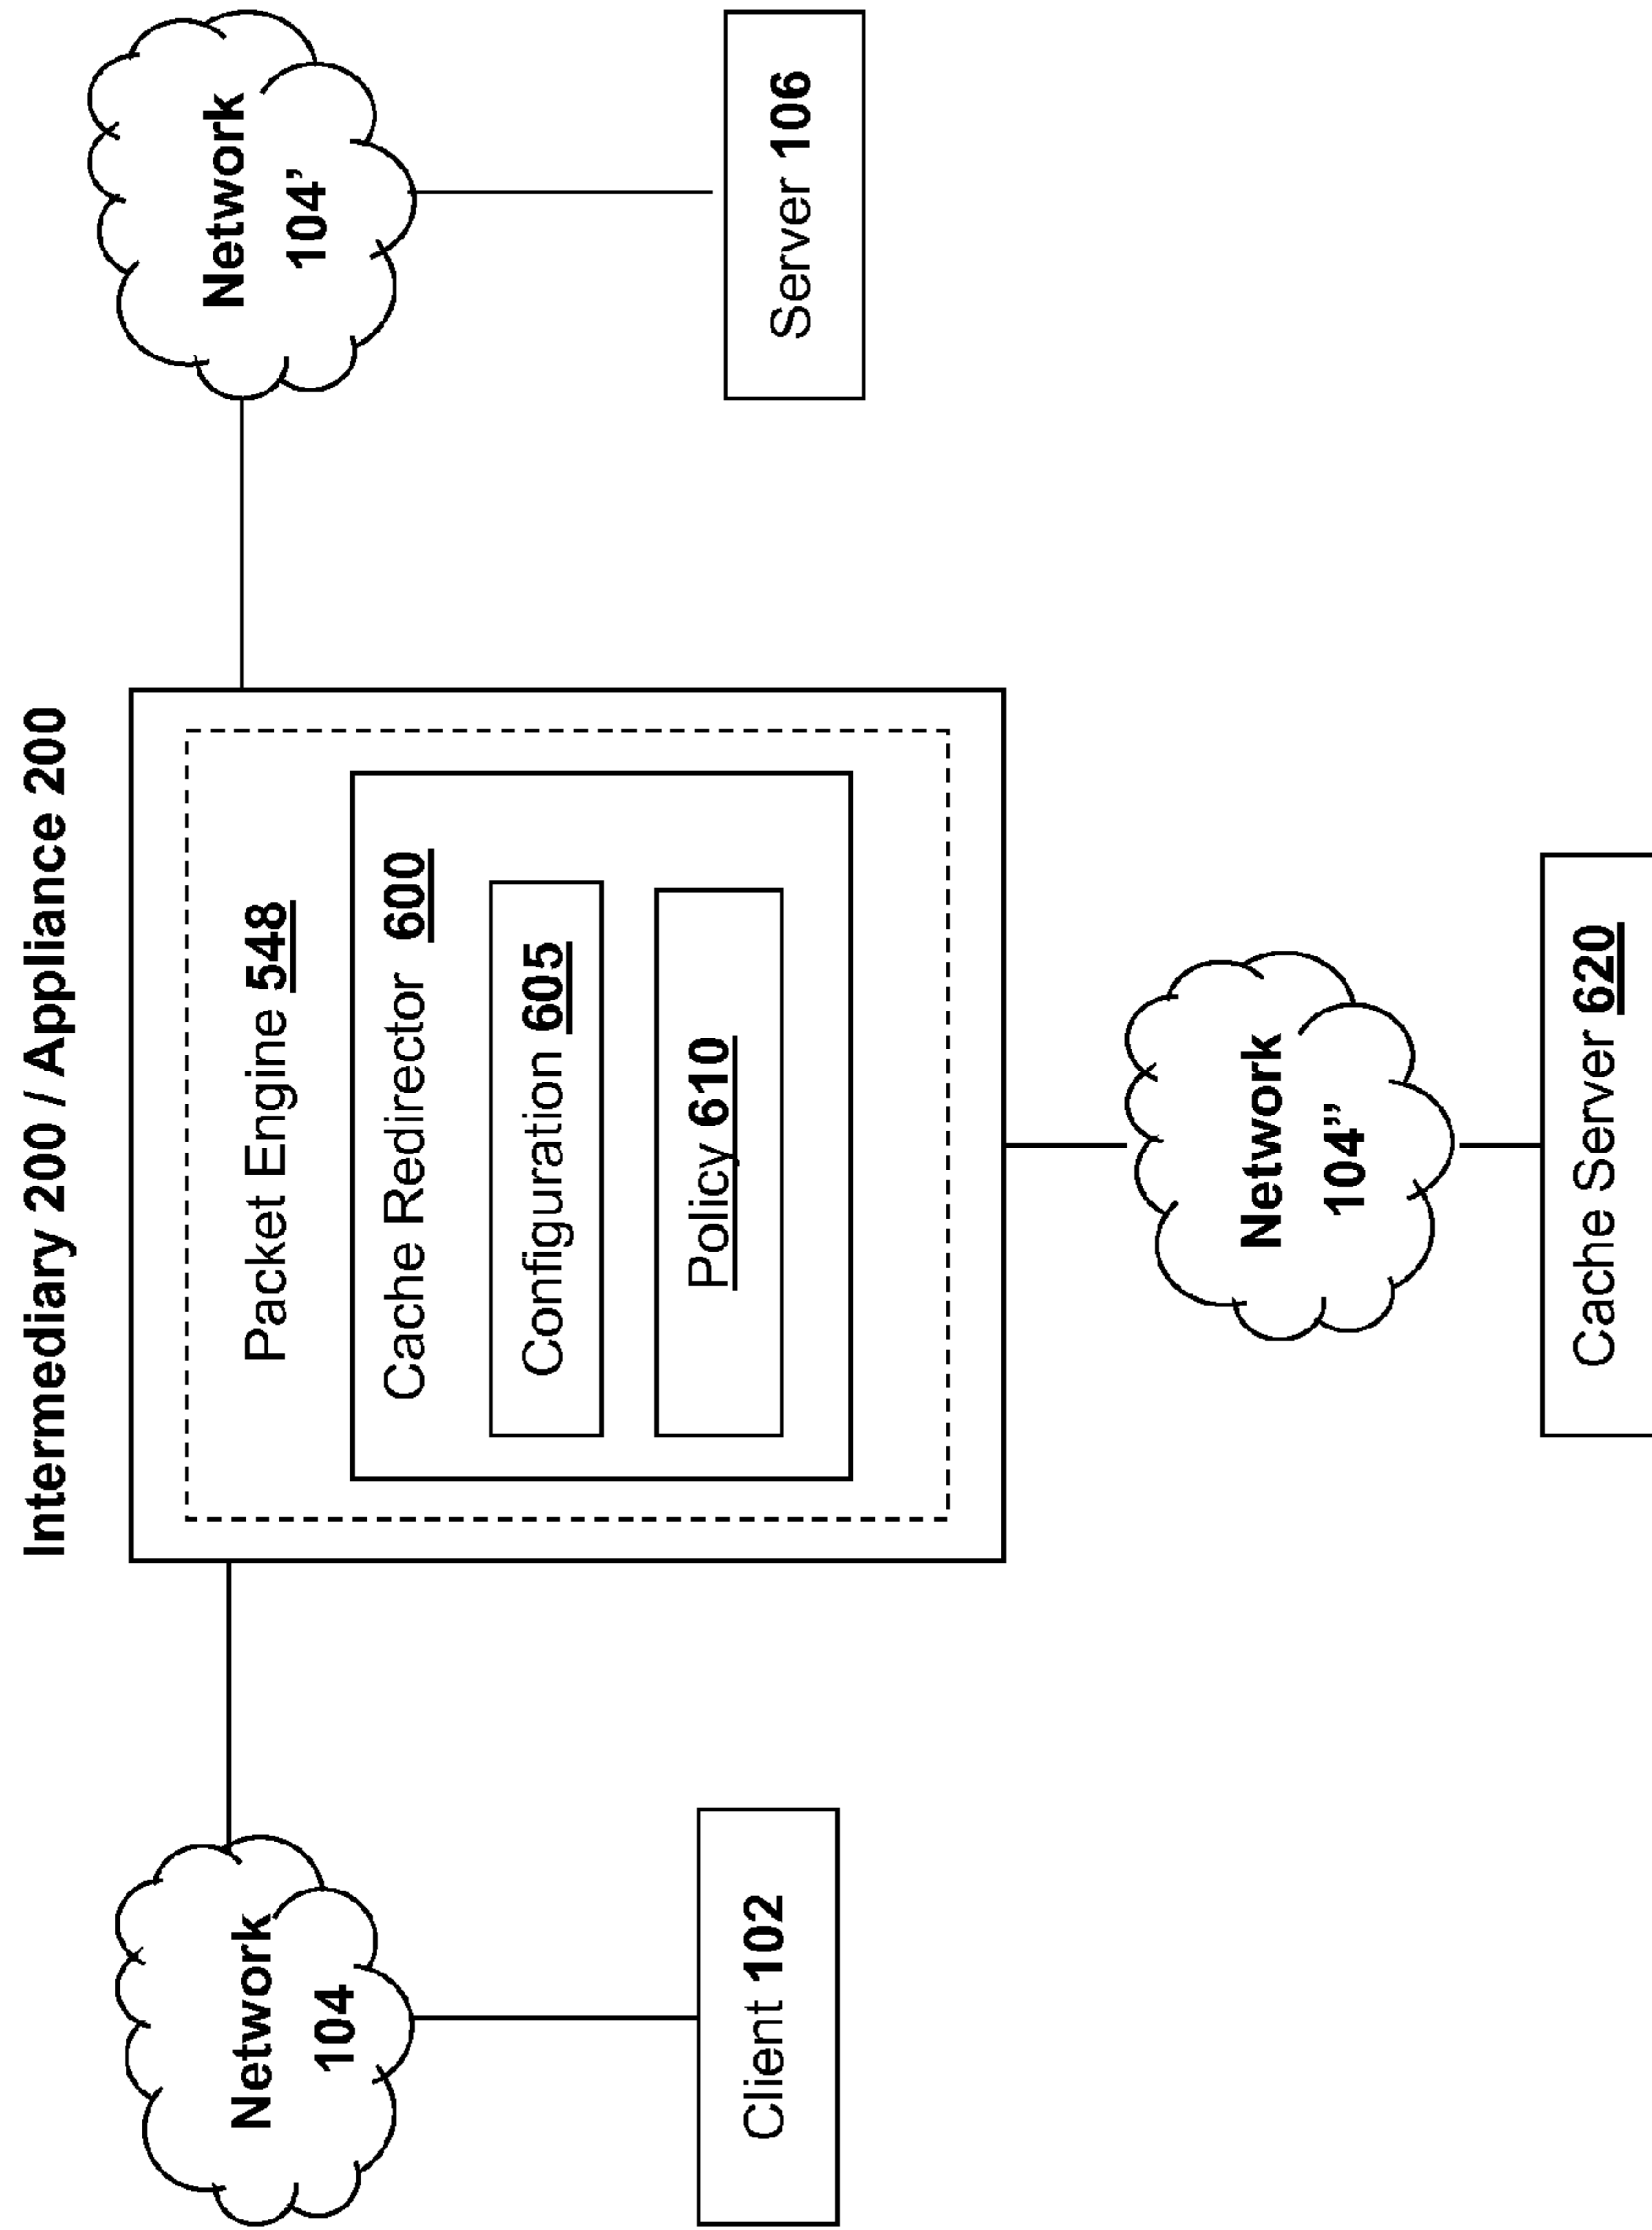 Intermediary 200 / Appliance 200
Network
104
Client 102
Packet Engine 548
Cache Redirector 600
Configuration 605
Policy 610
Network
104’
Server 106
Network
104”
Cache Server 620